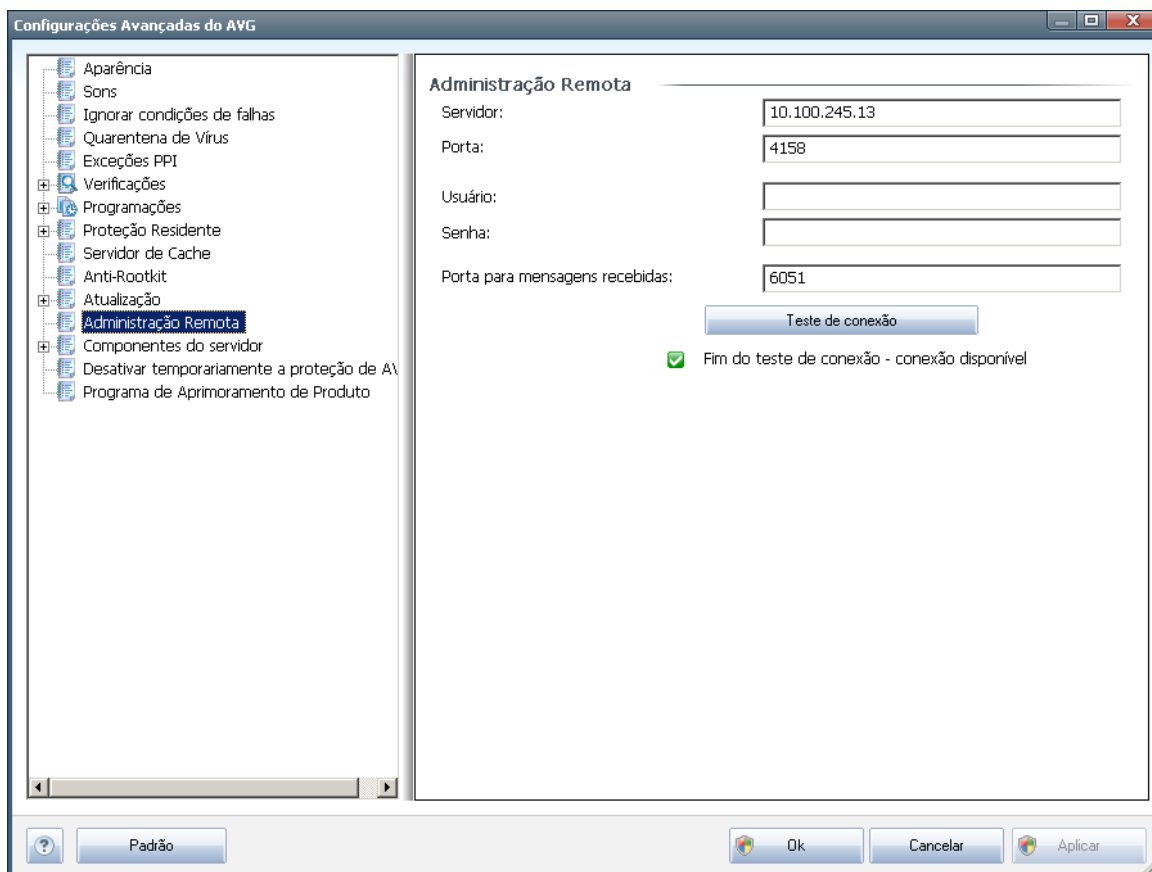 Configurações Avançadas do AVG
Aparência
Sons
Ignorar condições de falhas
Quarentena de Vírus
Exceções PPI
Verificações
Programações
Proteção Residente
Servidor de Cache
Anti-Rootkit
Atualização
Administração Remota
Componentes do servidor
Desativar temporariamente a proteção de
Programa de Aprimoramento de Produto
Administração Remota
Servidor: 10.100.245.13
Porta: 4158
Usuário:
Senha:
Porta para mensagens recebidas: 6051
Teste de conexão
Fim do teste de conexão - conexão disponível
? Padrão Ok Cancelar Aplicar